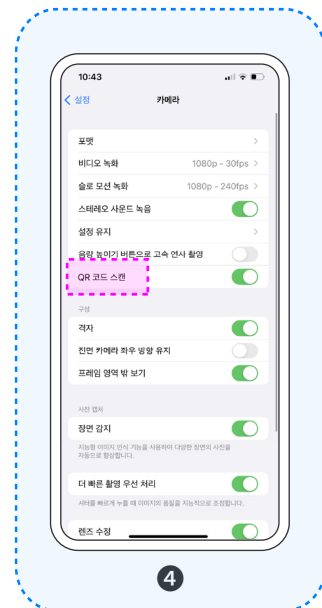 10:43
설정
카메라
포맷
비디오 녹화 1080p – 30fps
슬로 모션 녹화 1080p – 240fps
스테레오 사운드 녹음
설정 유지
음량 높이기 버튼으로 고속 연사 촬영
QR 코드 스캔
구성
격자
전면 카메라 좌우 방향 유지
프레임 영역 밖 보기
사진 캡처
장면 감지
지능형 이미지 인식 기능을 사용하여 다양한 장면의 사진을
자동으로 향상합니다.
더 빠른 촬영 우선 처리
셔터를 빠르게 누를 때 이미지의 품질을 지능적으로 조정합니다.
렌즈 수정
4